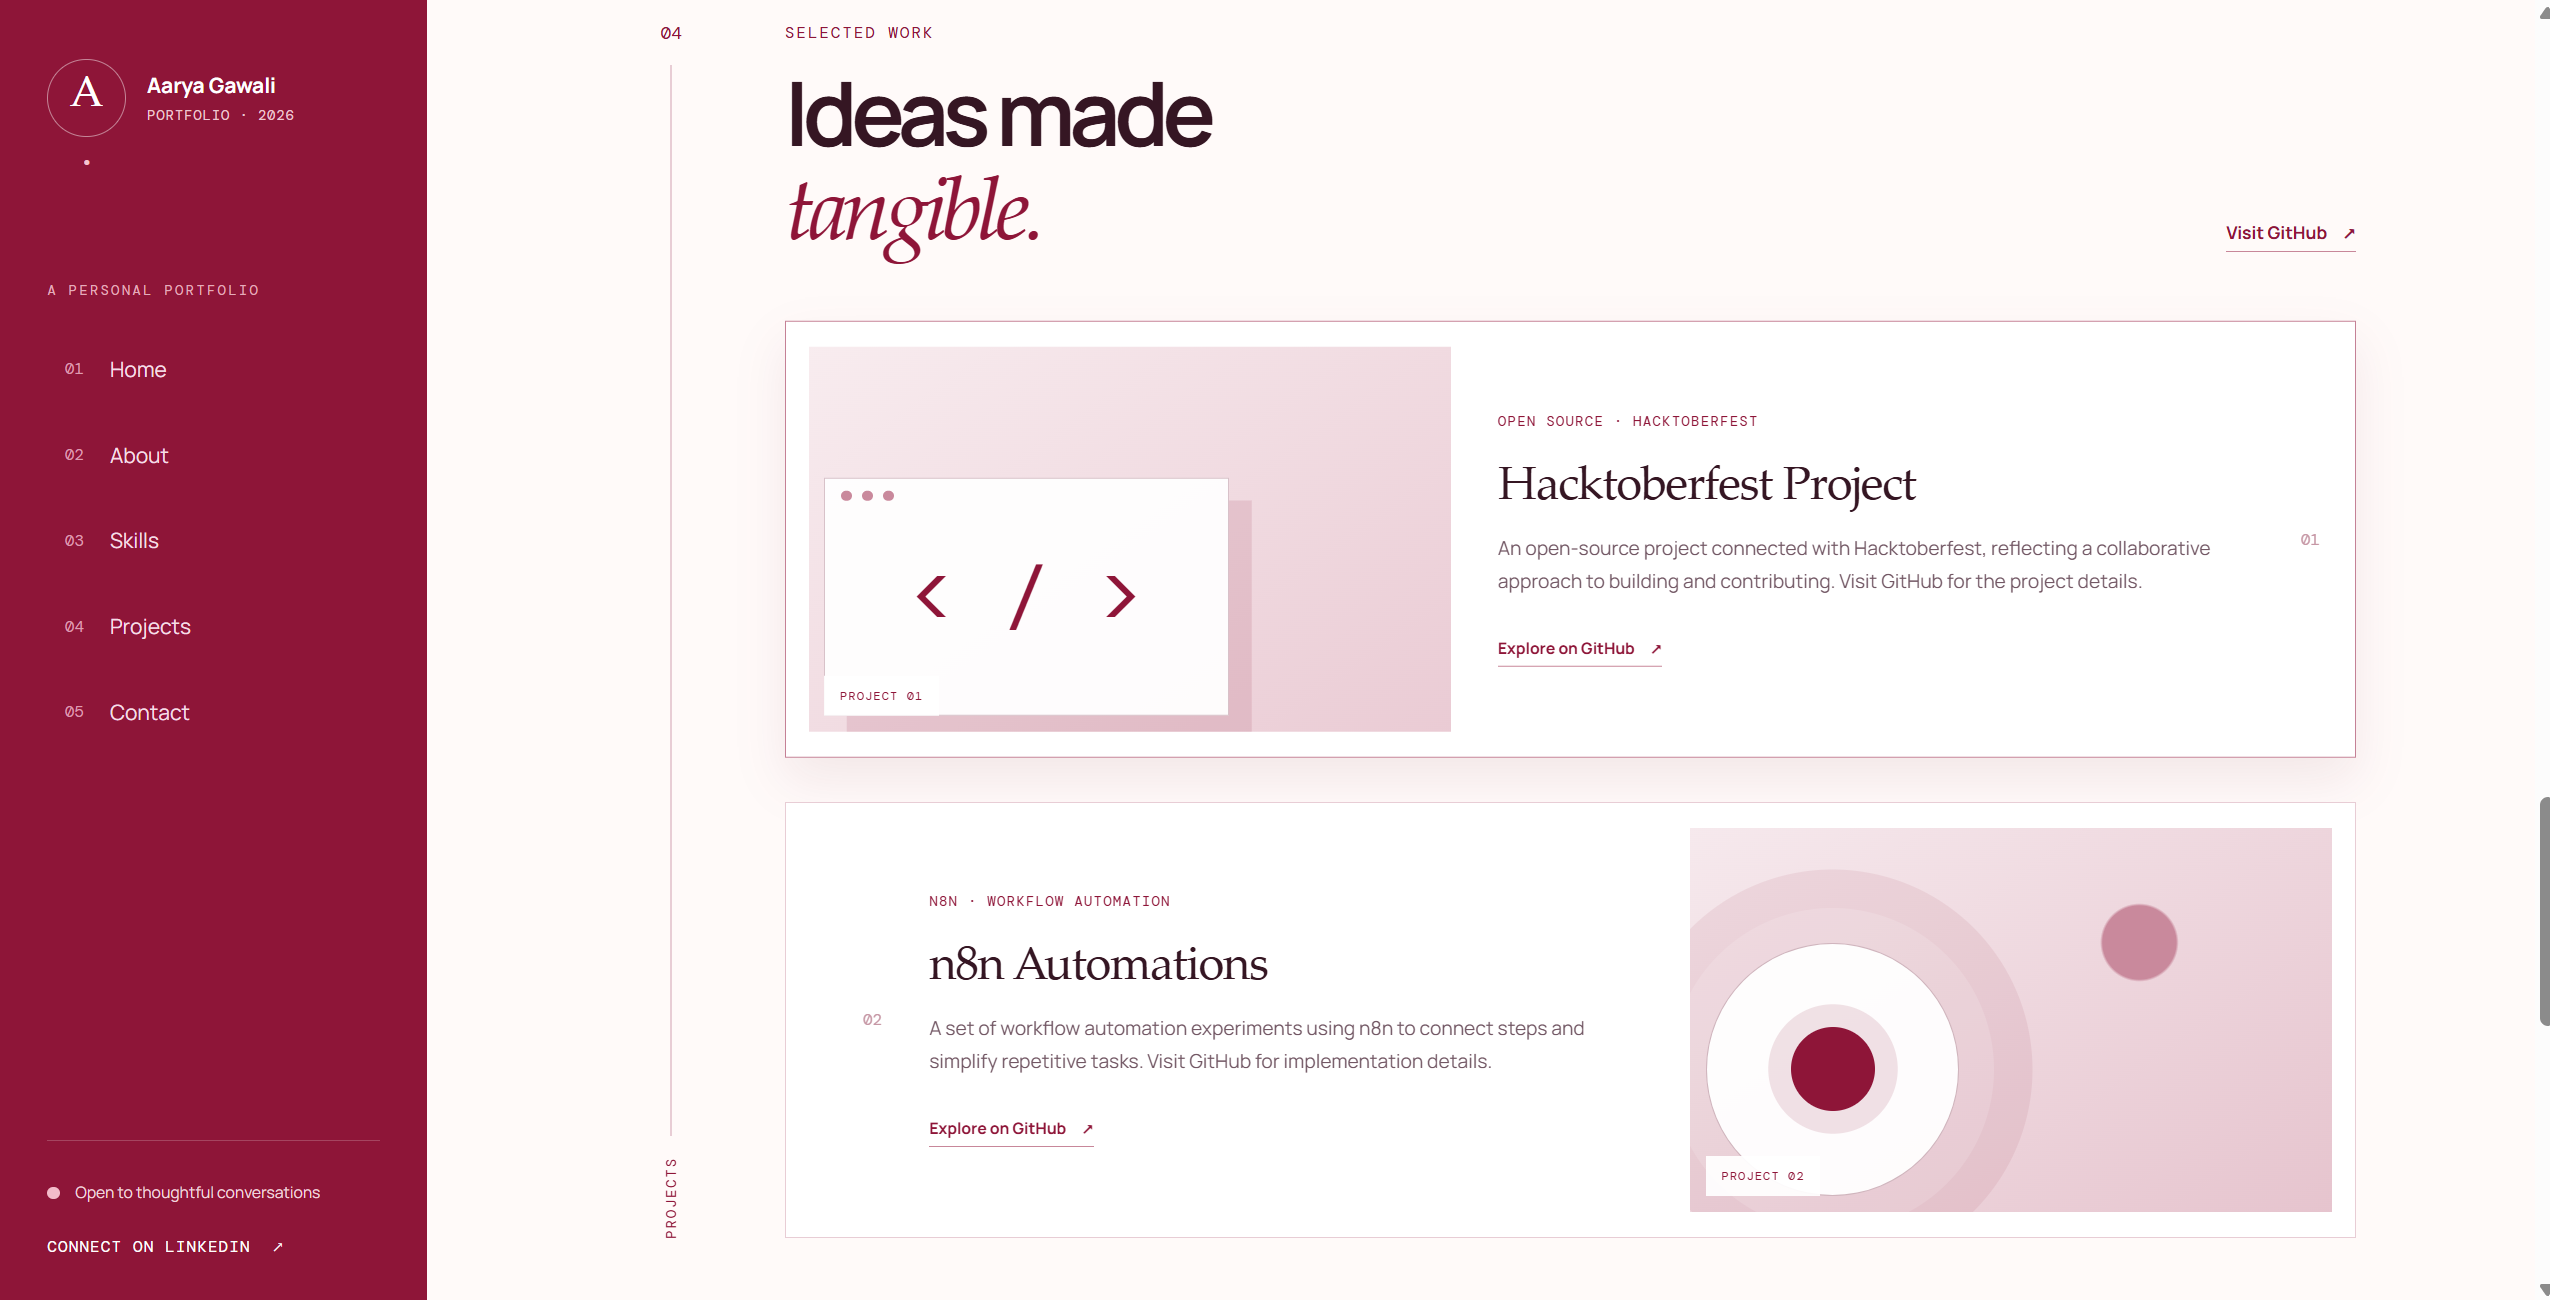 A
Aarya Gawali
PORTFOLIO · 2026
A PERSONAL PORTFOLIO
01 Home
02 About
03 Skills
04 Projects
05 Contact
Open to thoughtful conversations
CONNECT ON LINKEDIN ↗
04
PROJECTS
SELECTED WORK
Ideas made
tangible.
Visit GitHub ↗
< / >
PROJECT 01
OPEN SOURCE · HACKTOBERFEST
Hacktoberfest Project
An open-source project connected with Hacktoberfest, reflecting a collaborative
approach to building and contributing. Visit GitHub for the project details.
Explore on GitHub ↗
01
02
N8N · WORKFLOW AUTOMATION
n8n Automations
A set of workflow automation experiments using n8n to connect steps and
simplify repetitive tasks. Visit GitHub for implementation details.
Explore on GitHub ↗
PROJECT 02